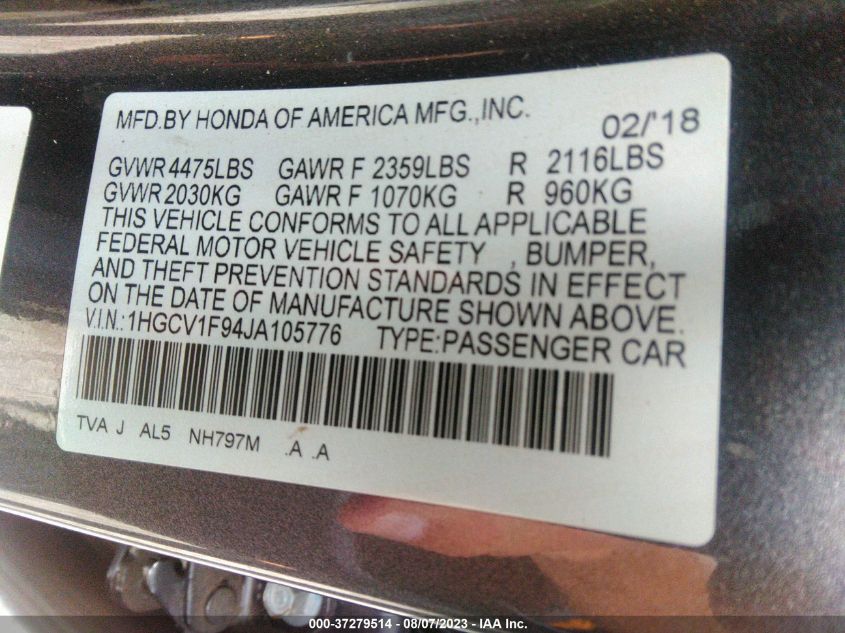 MFD.BY HONDA OF AMERICA MFG.,INC. 02/'18
GVWR 4475LBS GAWR F 2359LBS R 2116LBS
GVWR 2030KG GAWR F 1070KG R 960KG
THIS VEHICLE CONFORMS TO ALL APPLICABLE
FEDERAL MOTOR VEHICLE SAFETY , BUMPER,
AND THEFT PREVENTION STANDARDS IN EFFECT
ON THE DATE OF MANUFACTURE SHOWN ABOVE.
V.I.N.:1HGCV1F94JA105776 TYPE:PASSENGER CAR
TVA J AL5 NH797M .A .A
000-37279514 - 08/07/2023 - IAA Inc.